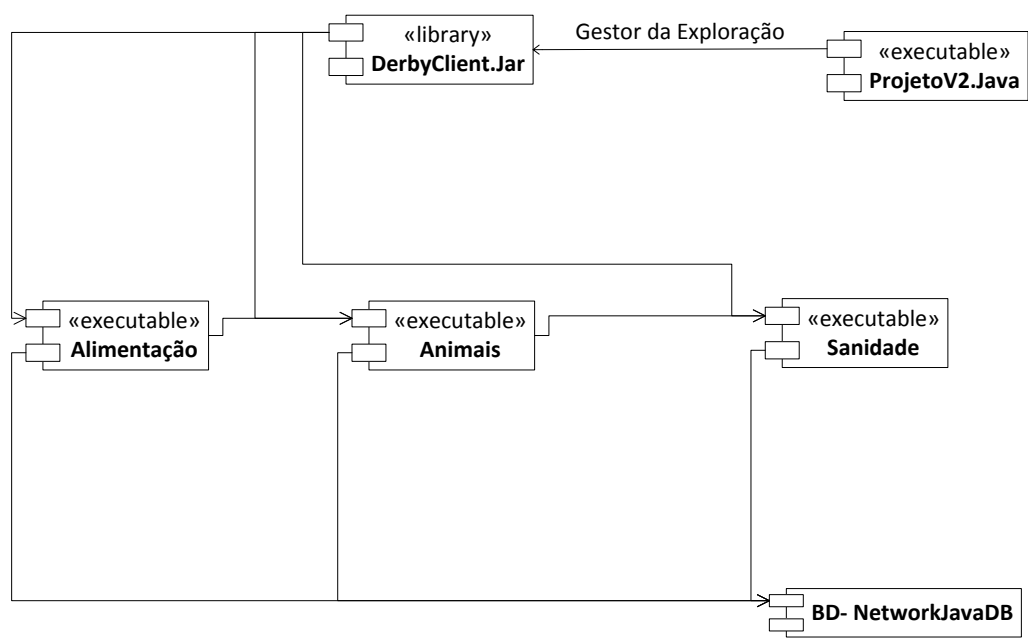 «library»
DerbyClient.Jar
Gestor da Exploração
«executable»
ProjetoV2.Java
«executable»
Alimentação
«executable»
Animais
«executable»
Sanidade
BD- NetworkJavaDB